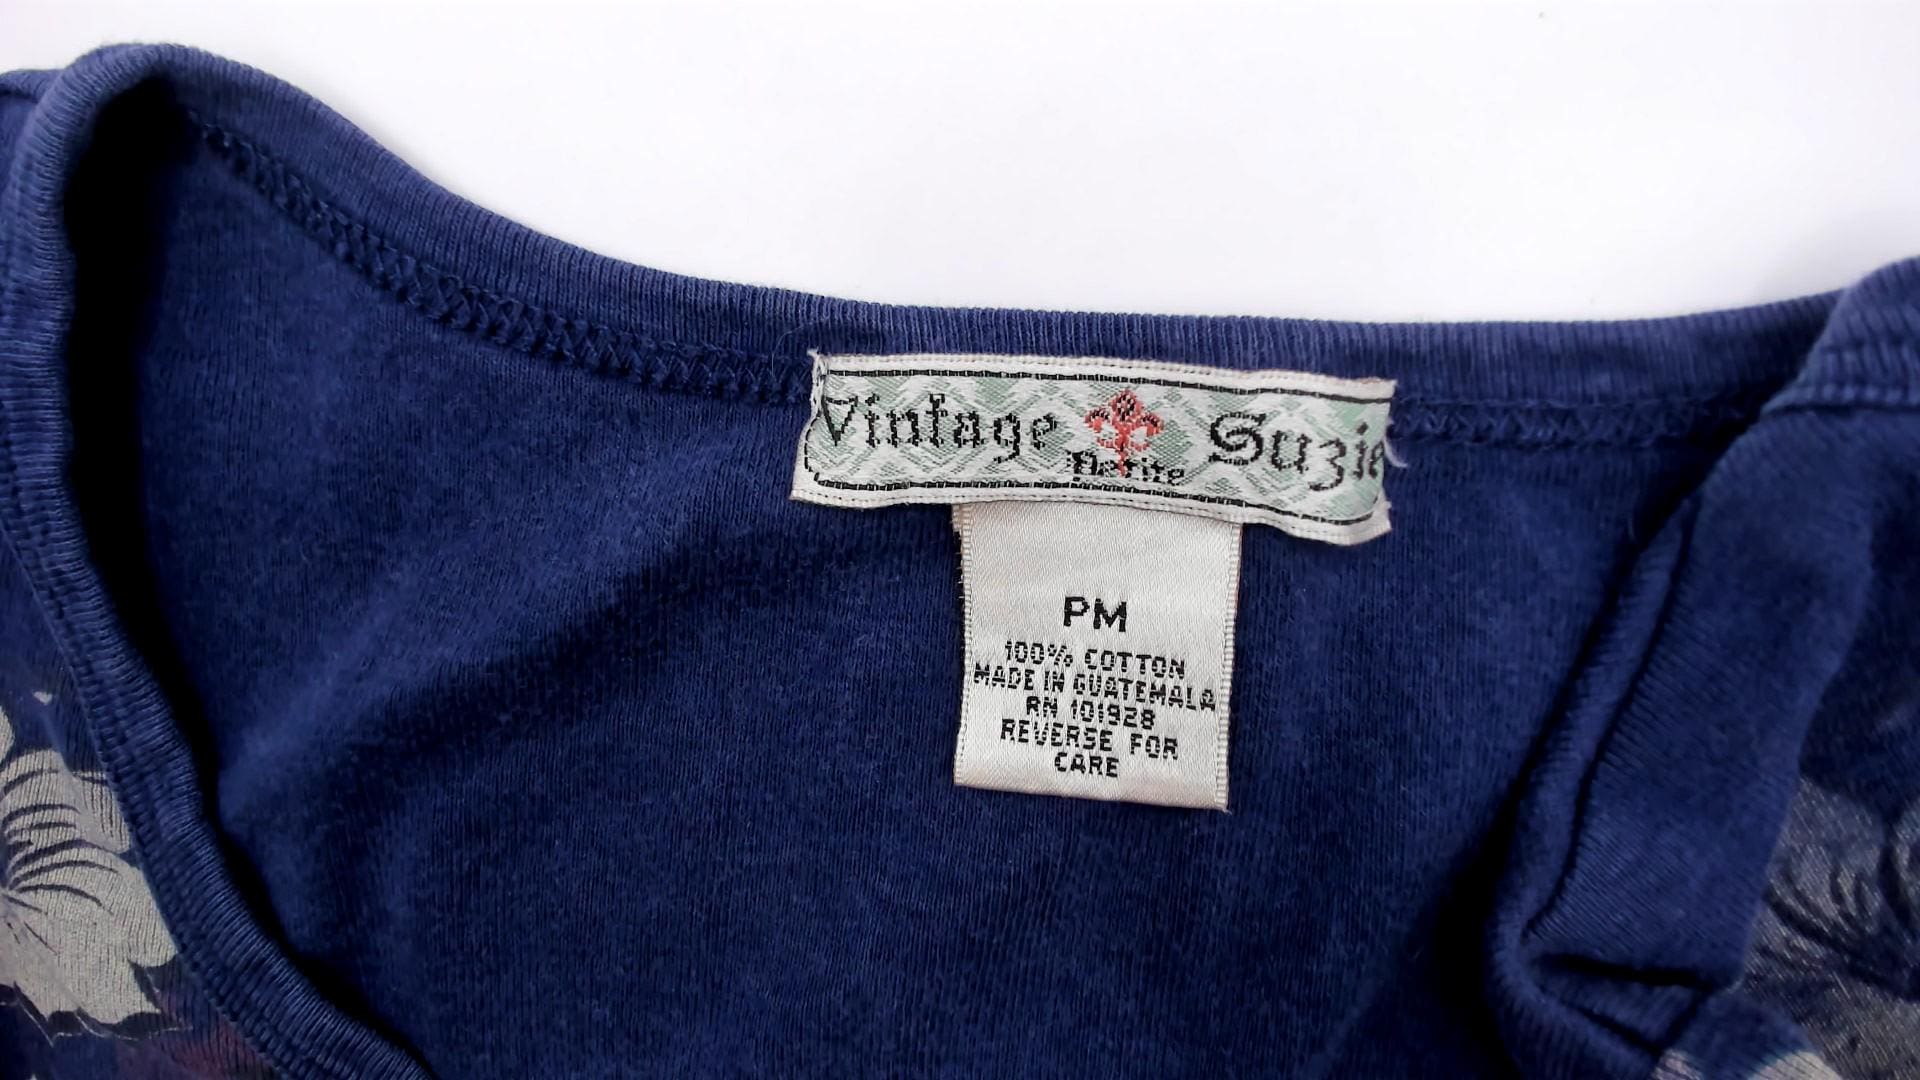 Vintage Suzie
Petite
PM
100% COTTON
MADE IN GUATEMALA
RN 101928
REVERSE FOR
CARE